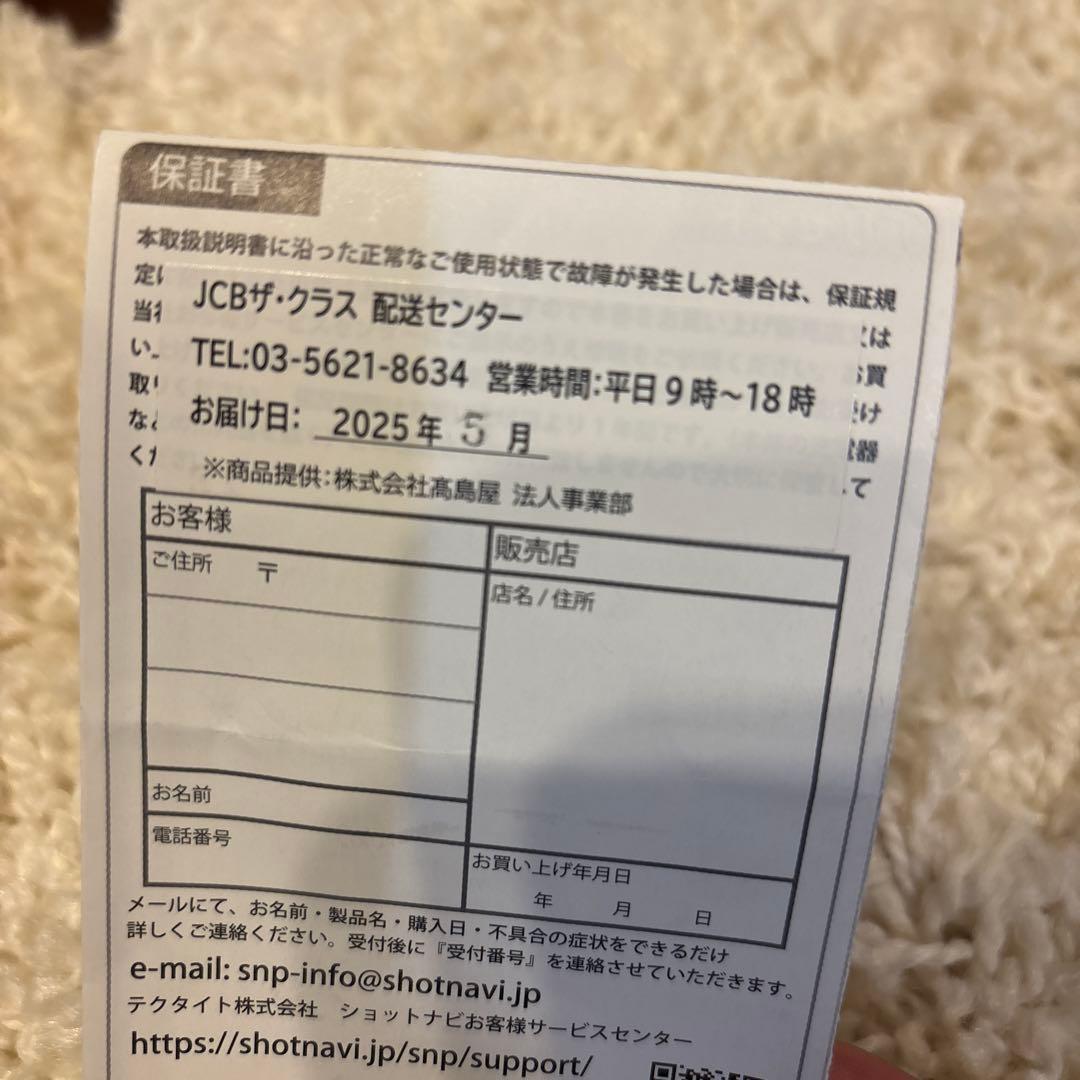 保証書
本取扱説明書に沿った正常なご使用状態で故障が発生した場合は、保証規
定
JCBザ・クラス 配送センター
は
当
TEL:03-5621-8634 営業時間:平日9時～18時
買
い
け
取
お届け日: 2025年 5 月
器
な
て
く
※商品提供:株式会社髙島屋 法人事業部
お客様
販売店
ご住所 〒
店名/住所
お名前
電話番号
お買い上げ年月日
年 月 日
メールにて、お名前・製品名・購入日・不具合の症状をできるだけ
詳しくご連絡ください。受付後に『受付番号』を連絡させていただきます。
e-mail: snp-info@shotnavi.jp
テクタイト株式会社 ショットナビお客様サービスセンター
https://shotnavi.jp/snp/support/